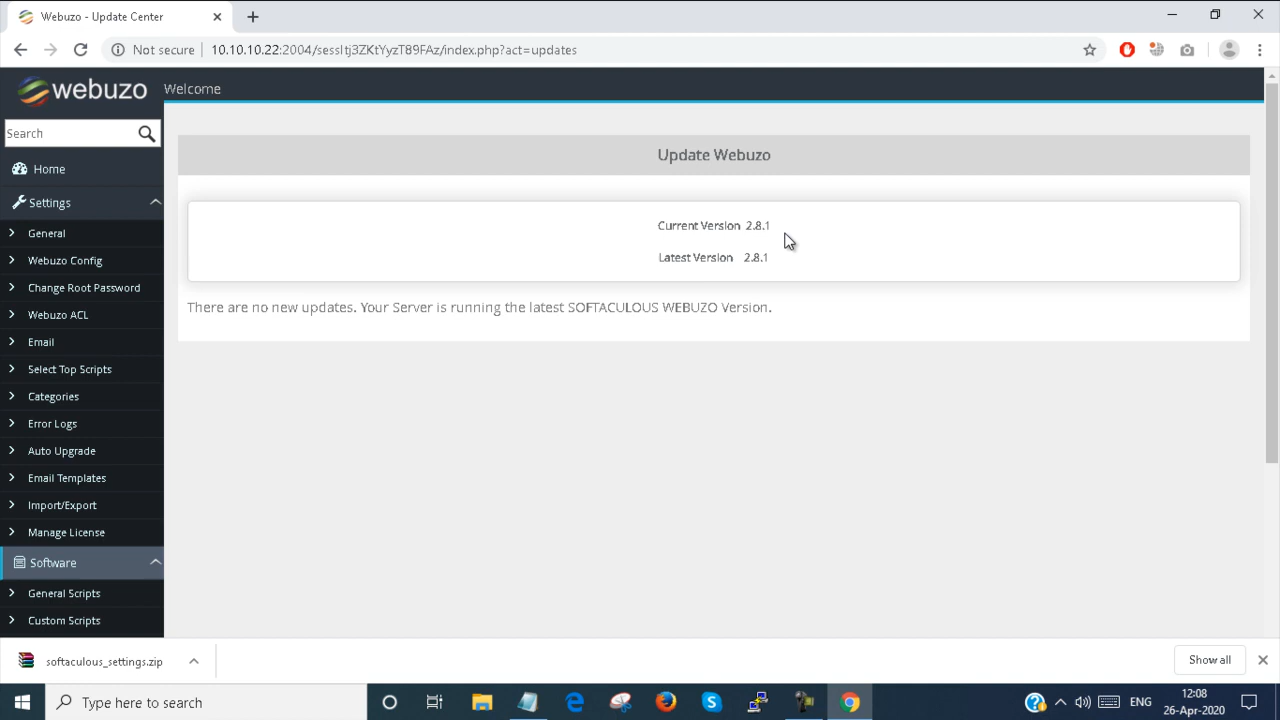 Webuzo - Update Center
Not secure
10.10.10.22:2004/sessItj3ZKtYyzT89FAz/index.php?act=updates
webuzo
Welcome
Search
Home
Settings
General
Webuzo Config
Change Root Password
Webuzo ACL
Email
Select Top Scripts
Categories
Error Logs
Auto Upgrade
Email Templates
Import/Export
Manage License
Software
General Scripts
Custom Scripts
Update Webuzo
Current Version 2.8.1
Latest Version 2.8.1
There are no new updates. Your Server is running the latest SOFTACULOUS WEBUZO Version.
softaculous_settings.zip
Show all
Type here to search
ENG
12:08
26-Apr-2020